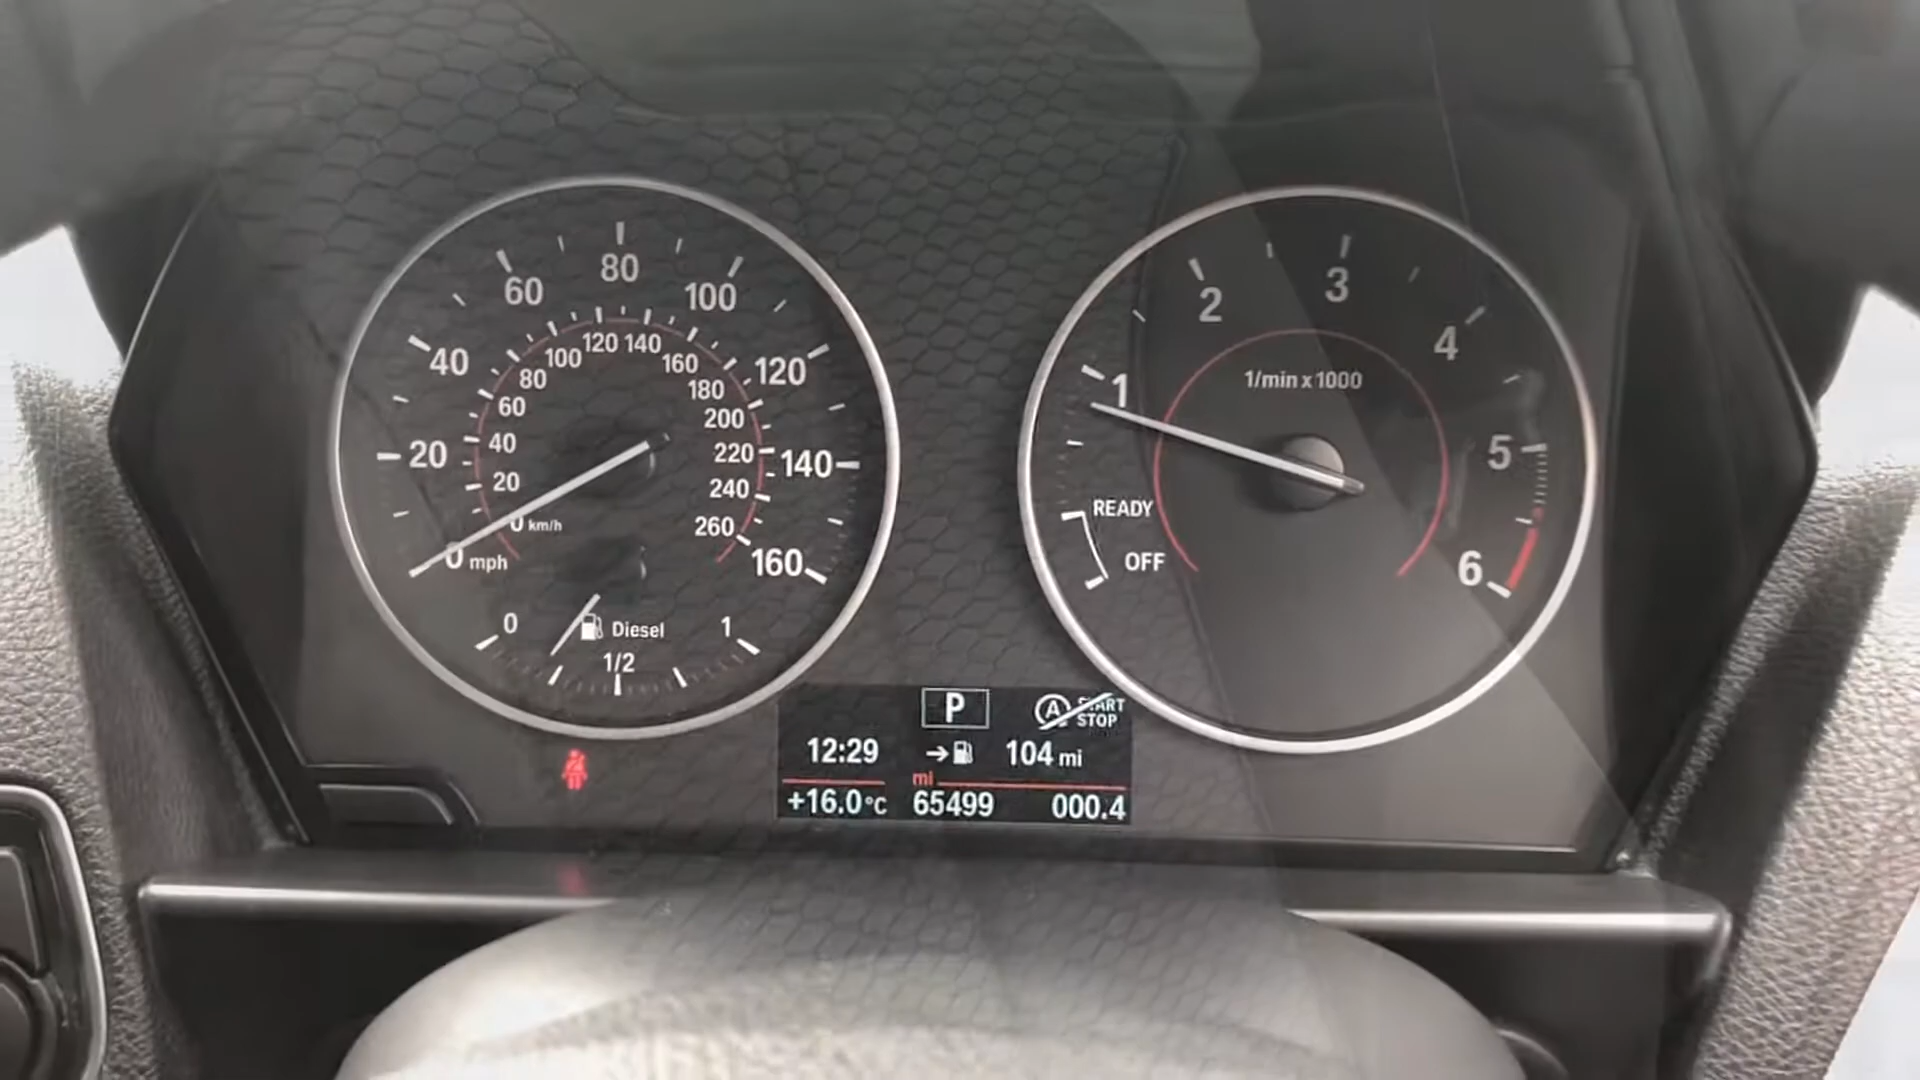 60 80 100
40 120
20 140
0 mph 160
100 120 140 160
80 180
60 200
40 220
20 240
0 km/h 260
0 Diesel 1
1/2
2 3
1 4
1/min x 1000
5
READY
OFF 6
P A START STOP
12:29 104 mi
mi
+16.0°C 65499 000.4